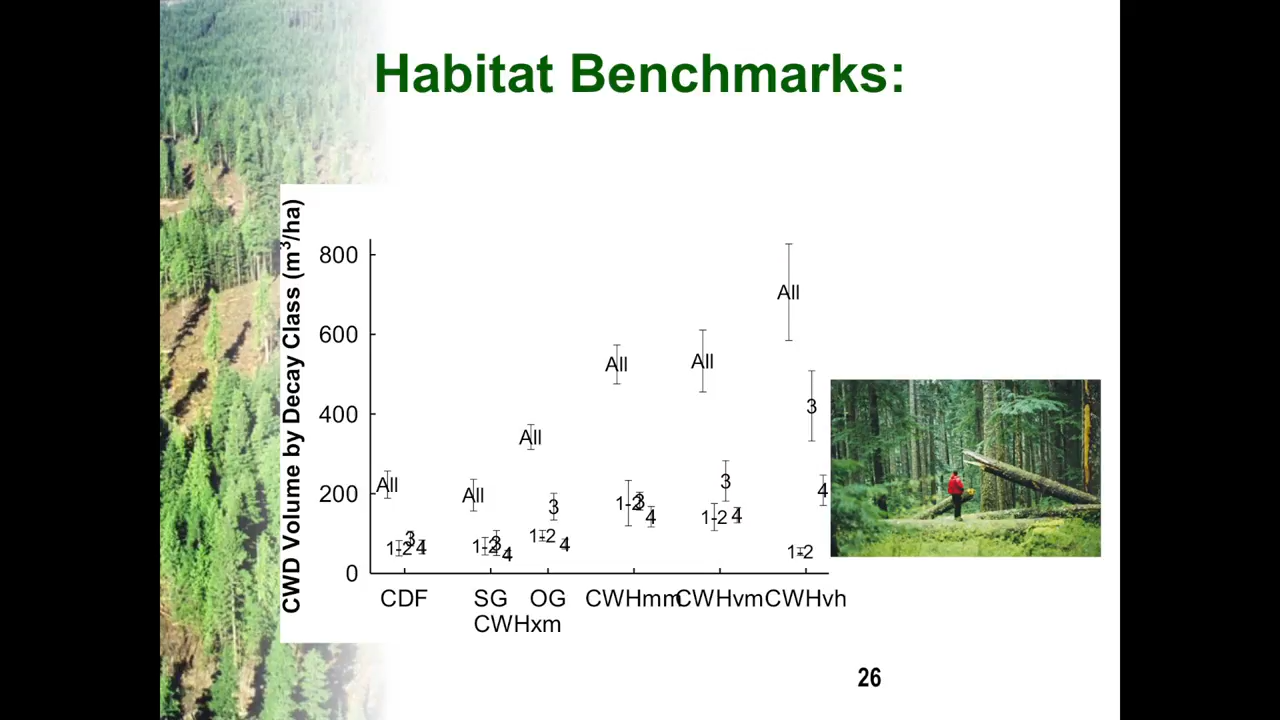 Habitat Benchmarks:
CWD Volume by Decay Class (m³/ha)
800
600
400
200
0
All
1-2
3
4
All
1-2
3
4
All
1-2
3
4
All
1-2
3
4
All
1-2
3
4
All
1-2
3
4
CDF SG OG CWHmm CWHvm CWHvh
CWHxm
26